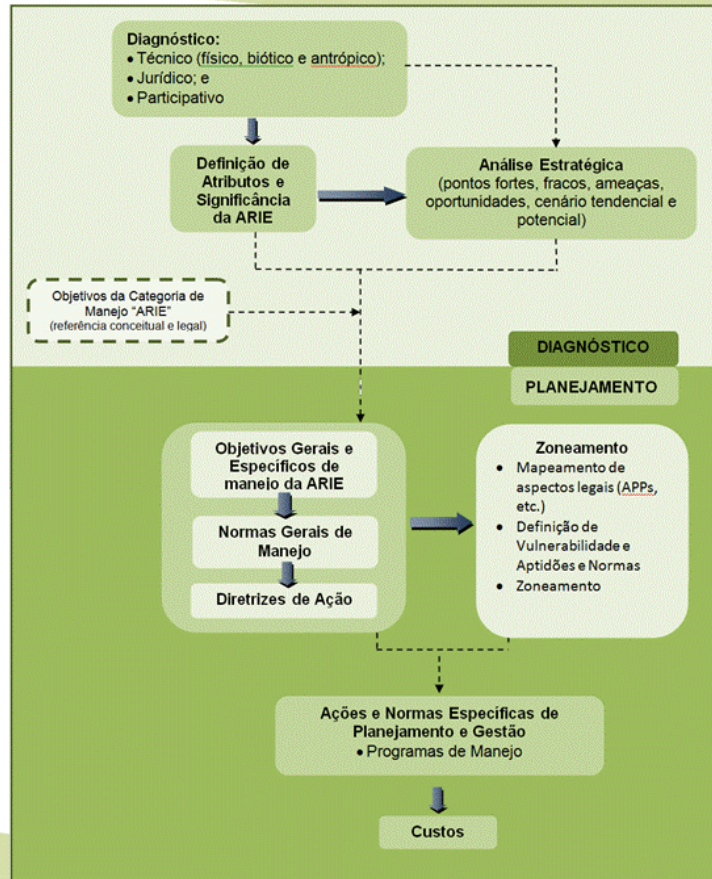 Diagnóstico:
• Técnico (físico, biótico e antrópico);
• Jurídico; e
• Participativo
Definição de
Atributos e
Significância
da ARIE
Análise Estratégica
(pontos fortes, fracos, ameaças,
oportunidades, cenário tendencial e
potencial)
Objetivos da Categoria de
Manejo "ARIE"
(referência conceitual e legal)
DIAGNÓSTICO
PLANEJAMENTO
Objetivos Gerais e
Específicos de
manejo da ARIE
Normas Gerais de
Manejo
Diretrizes de Ação
Zoneamento
• Mapeamento de
aspectos legais (APPs,
etc.)
• Definição de
Vulnerabilidade e
Aptidões e Normas
• Zoneamento
Ações e Normas Específicas de
Planejamento e Gestão
• Programas de Manejo
Custos